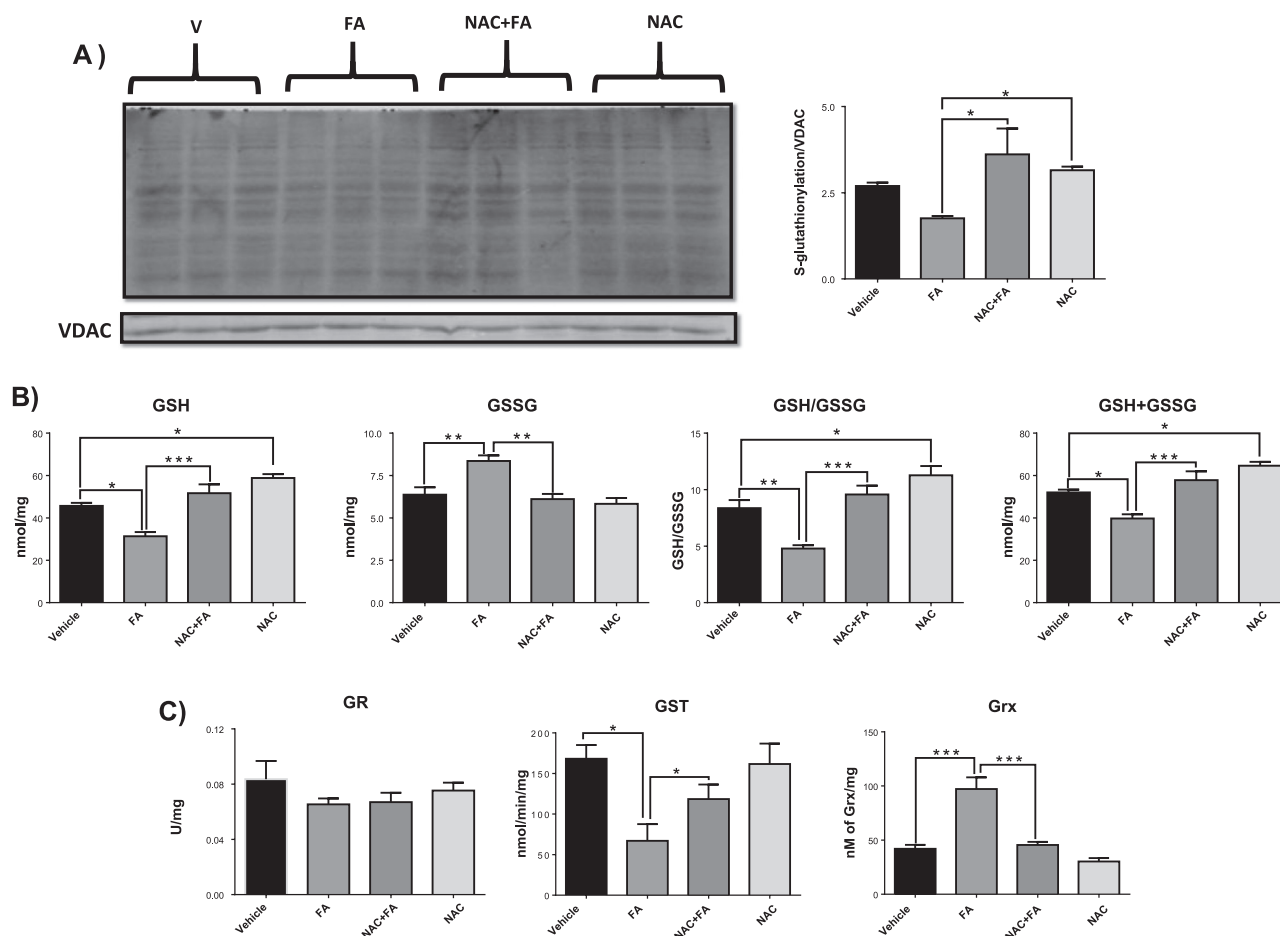 A )
V FA NAC+FA NAC
VDAC
S-glutathionylation/VDAC
5.0
2.5
0.0
* *
Vehicle FA NAC+FA NAC
B)
GSH
nmol/mg
80
60
40
20
0
* * ***
Vehicle FA NAC+FA NAC
GSSG
nmol/mg
10.0
7.5
5.0
2.5
0.0
** **
Vehicle FA NAC+FA NAC
GSH/GSSG
GSH/GSSG
15
10
5
0
* ** ***
Vehicle FA NAC+FA NAC
GSH+GSSG
nmol/mg
80
60
40
20
0
* * ***
Vehicle FA NAC+FA NAC
C)
GR
U/mg
0.12
0.08
0.04
0.00
Vehicle FA NAC+FA NAC
GST
nmol/min/mg
200
150
100
50
0
* *
Vehicle FA NAC+FA NAC
Grx
nM of Grx/mg
150
100
50
0
*** ***
Vehicle FA NAC+FA NAC